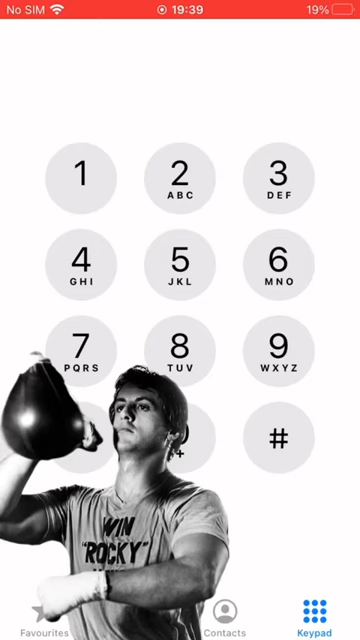 No SIM 19:39 19%
1 2 3
ABC DEF
4 5 6
GHI JKL MNO
7 8 9
PQRS TUV WXYZ
+ #
WIN
"ROCKY"
Favourites Contacts Keypad